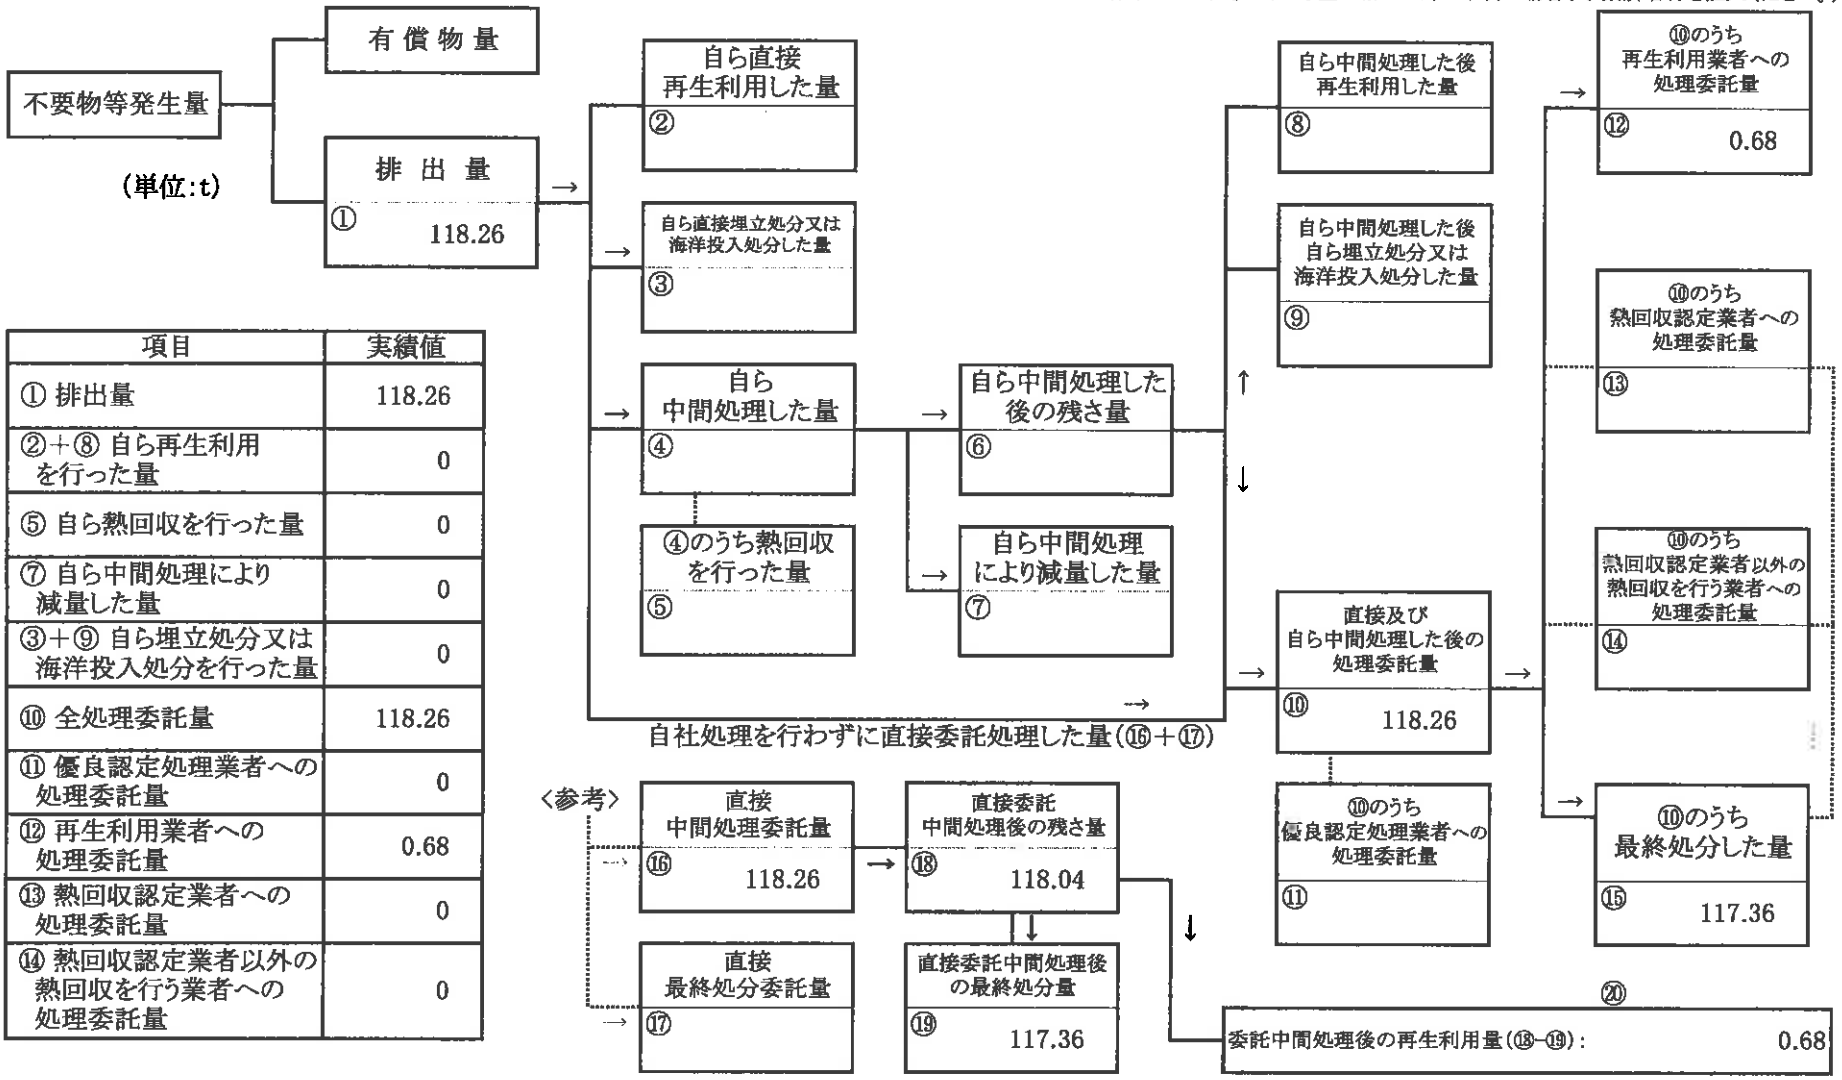 不要物等発生量
(単位:t)
有償物量
排出量
①
118.26
自ら直接
再生利用した量
②
自ら直接埋立処分又は
海洋投入処分した量
③
自ら
中間処理した量
④
④のうち熱回収
を行った量
⑤
自ら中間処理した
後の残さ量
⑥
自ら中間処理
により減量した量
⑦
自ら中間処理した後
再生利用した量
⑧
自ら中間処理した後
自ら埋立処分又は
海洋投入処分した量
⑨
直接及び
自ら中間処理した後の
処理委託量
⑩
118.26
⑩のうち
優良認定処理業者への
処理委託量
⑪
⑩のうち
再生利用業者への
処理委託量
⑫
0.68
⑩のうち
熱回収認定業者への
処理委託量
⑬
⑩のうち
熱回収認定業者以外の
熱回収を行う業者への
処理委託量
⑭
⑩のうち
最終処分した量
⑮
117.36
自社処理を行わずに直接委託処理した量(⑯+⑰)
〈参考〉
直接
中間処理委託量
⑯
118.26
直接
最終処分委託量
⑰
直接委託
中間処理後の残さ量
⑱
118.04
直接委託中間処理後
の最終処分量
⑲
117.36
⑳
委託中間処理後の再生利用量(⑱-⑲): 0.68
項目 実績値
① 排出量 118.26
②+⑧ 自ら再生利用
を行った量 0
⑤ 自ら熱回収を行った量 0
⑦ 自ら中間処理により
減量した量 0
③+⑨ 自ら埋立処分又は
海洋投入処分を行った量 0
⑩ 全処理委託量 118.26
⑪ 優良認定処理業者への
処理委託量 0
⑫ 再生利用業者への
処理委託量 0.68
⑬ 熱回収認定業者への
処理委託量 0
⑭ 熱回収認定業者以外の
熱回収を行う業者への
処理委託量 0